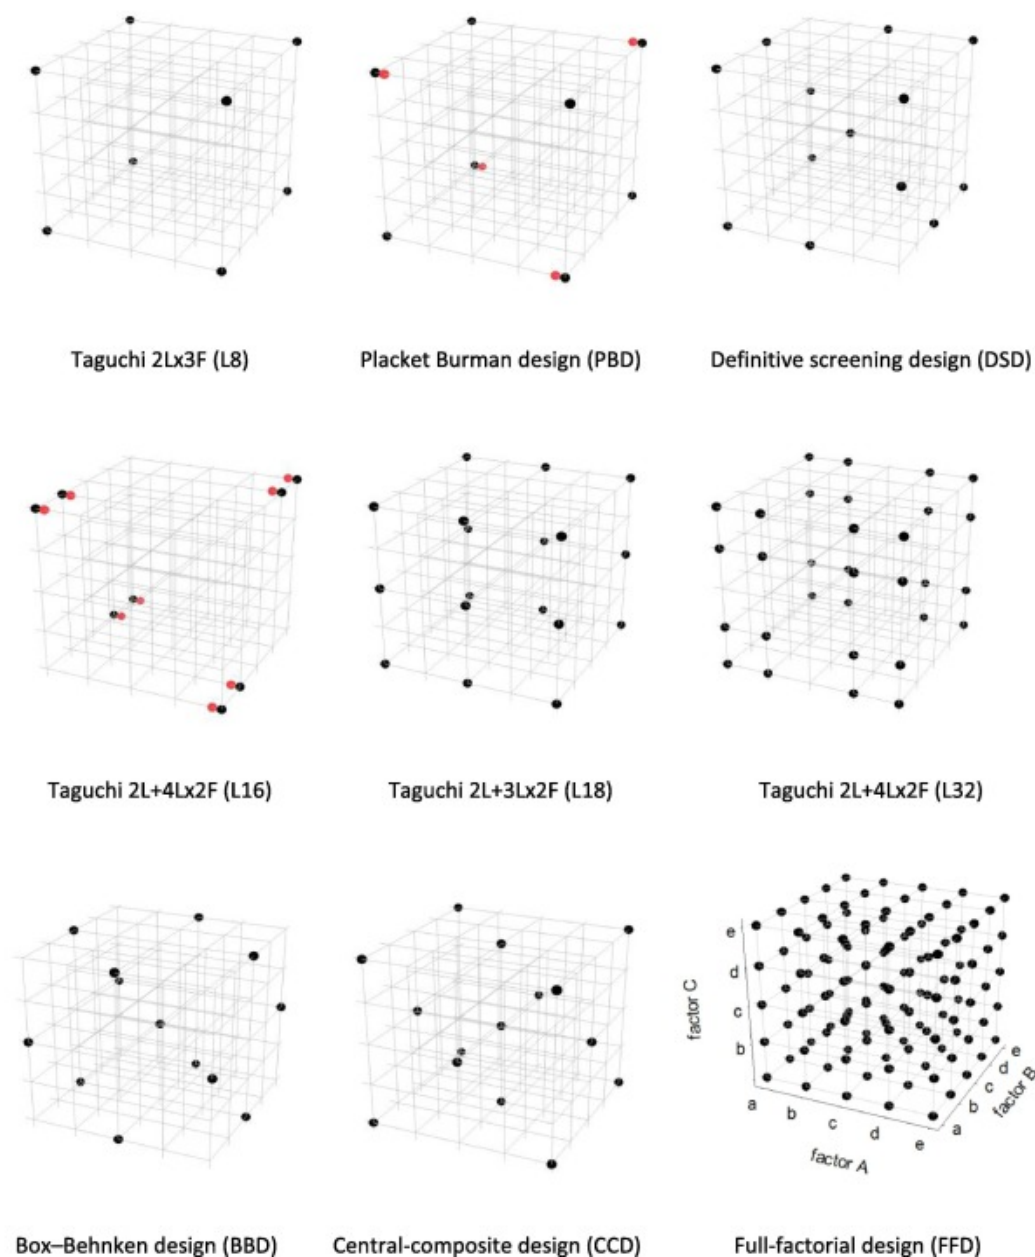 Taguchi 2Lx3F (L8)
Placket Burman design (PBD)
Definitive screening design (DSD)
Taguchi 2L+4Lx2F (L16)
Taguchi 2L+3Lx2F (L18)
Taguchi 2L+4Lx2F (L32)
e
d
c
b
factor C
a
b
c
d
e
factor A
a
b
c
d
e
factor B
Box–Behnken design (BBD)
Central-composite design (CCD)
Full-factorial design (FFD)